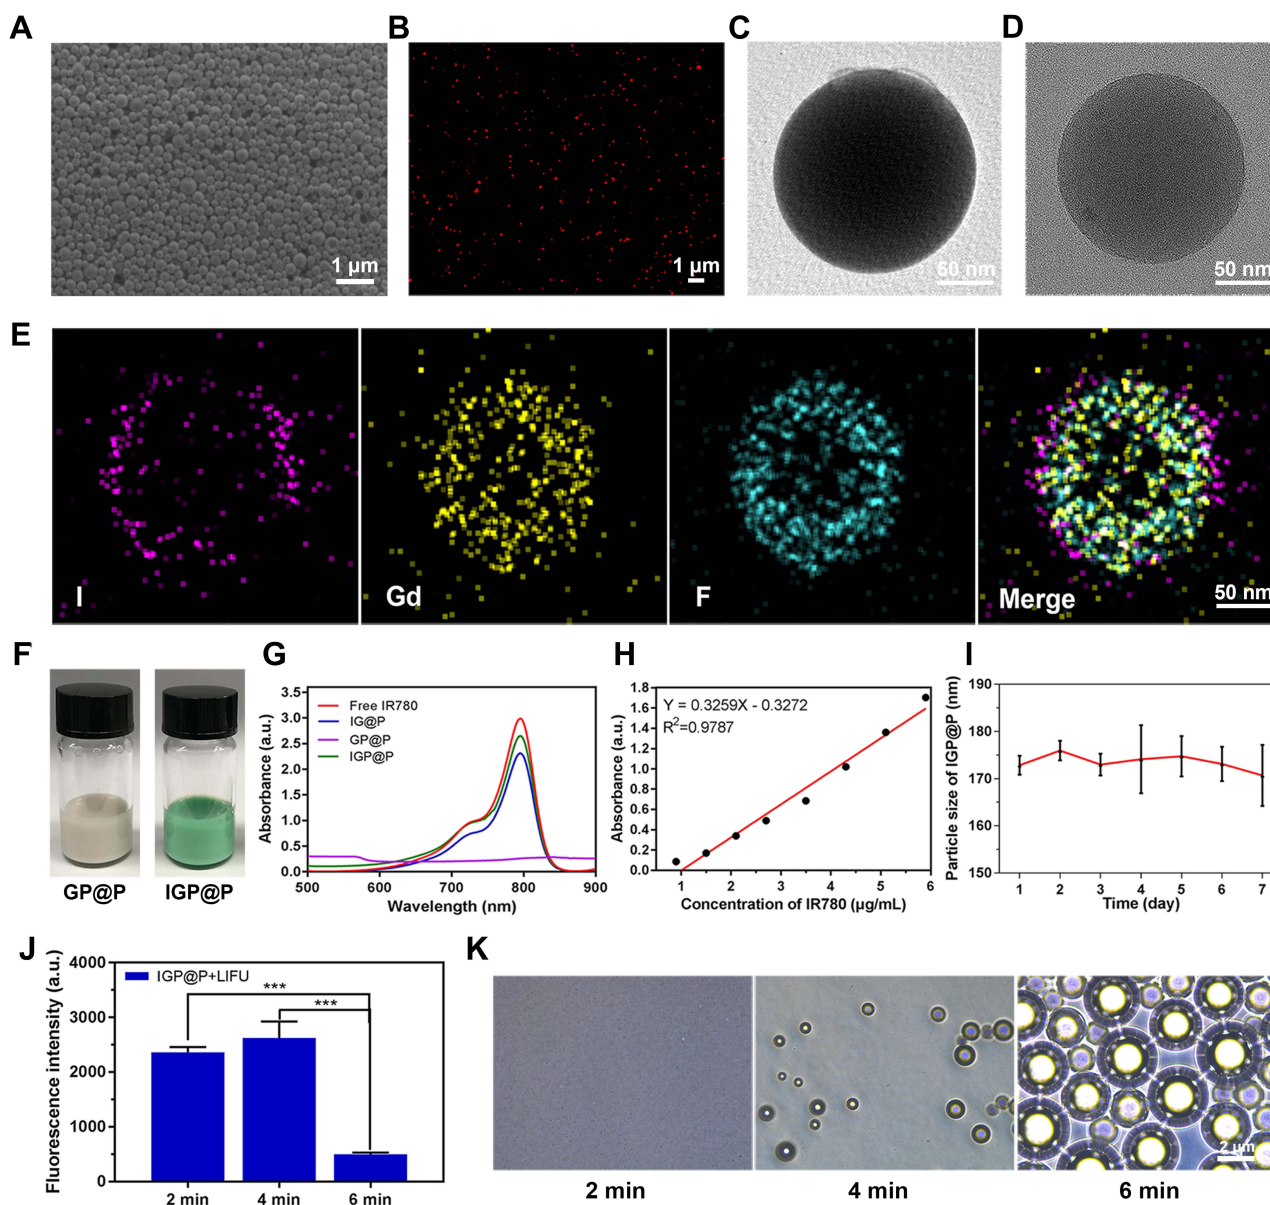 A
B
C
D
1 μm
1 μm
50 nm
50 nm
E
I
Gd
F
Merge
50 nm
F
GP@P
IGP@P
G
3.5
3.0
2.5
2.0
1.5
1.0
0.5
0.0
Absorbance (a.u.)
Free IR780
IG@P
GP@P
IGP@P
500
600
700
800
900
Wavelength (nm)
H
1.8
1.6
1.4
1.2
1.0
0.8
0.6
0.4
0.2
0.0
Absorbance (a.u.)
Y = 0.3259X - 0.3272
R²=0.9787
1
2
3
4
5
6
Concentration of IR780 (μg/mL)
I
190
180
170
160
150
Particle size of IGP@P (nm)
1
2
3
4
5
6
7
Time (day)
J
4000
3000
2000
1000
0
Fluorescence intensity (a.u.)
IGP@P+LIFU
***
***
2 min
4 min
6 min
K
2 μm
2 min
4 min
6 min